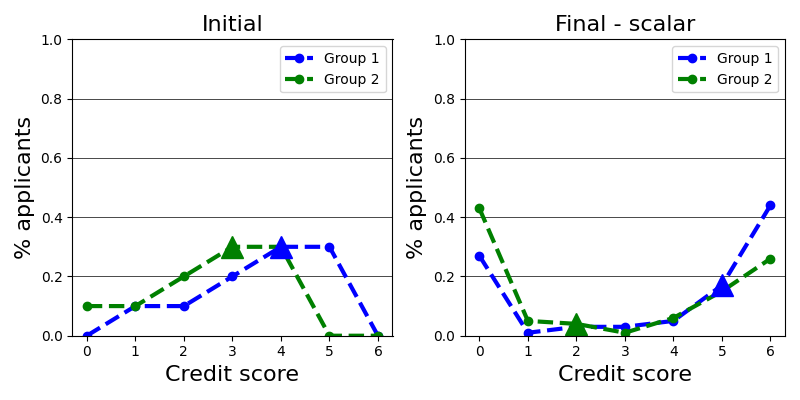 Initial
Final - scalar
1.0
0.8
0.6
0.4
0.2
0.0
% applicants
Group 1
Group 2
0 1 2 3 4 5 6
Credit score
1.0
0.8
0.6
0.4
0.2
0.0
% applicants
Group 1
Group 2
0 1 2 3 4 5 6
Credit score